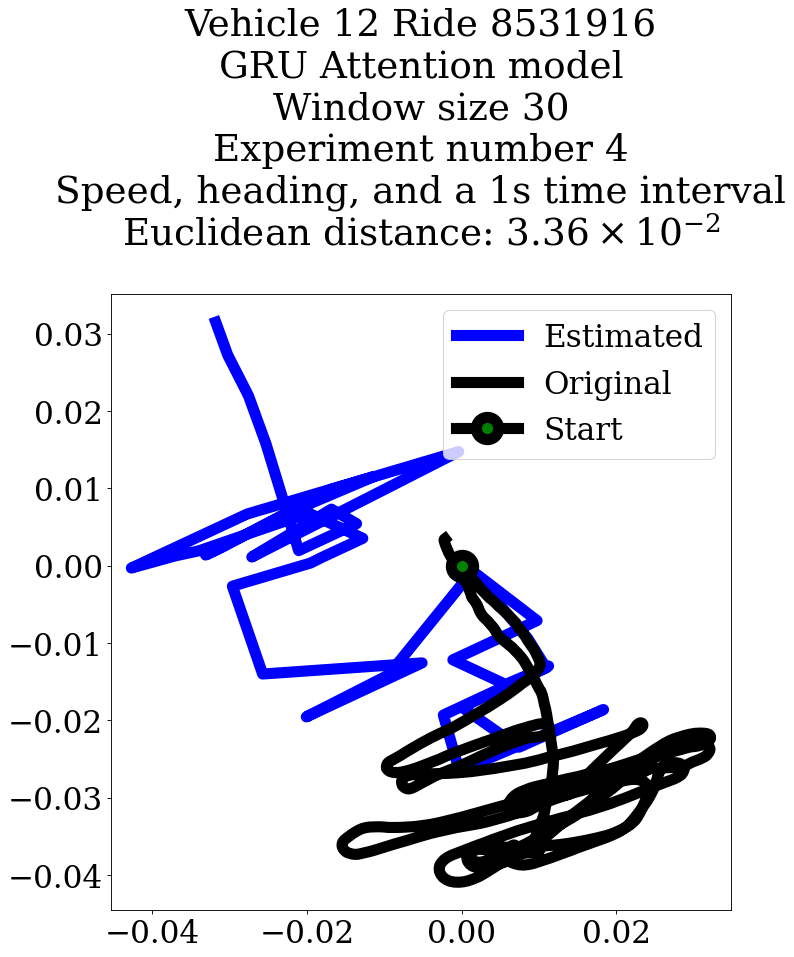 Vehicle 12 Ride 8531916
GRU Attention model
Window size 30
Experiment number 4
Speed, heading, and a 1s time interval
Euclidean distance: 3.36 × 10⁻²
Estimated
Original
Start
0.03
0.02
0.01
0.00
−0.01
−0.02
−0.03
−0.04
−0.04 −0.02 0.00 0.02